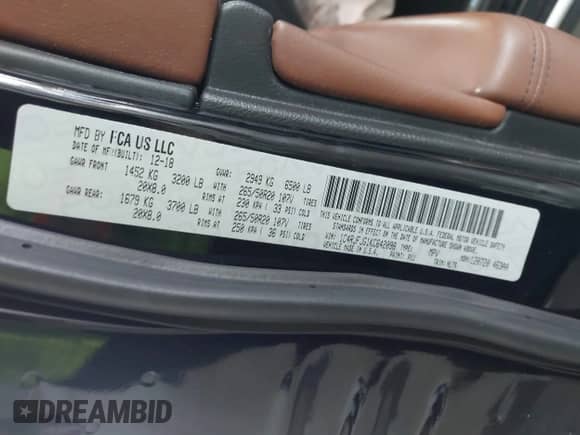 MFD BY FCA US LLC
DATE OF MF(BUILT): 12-18 GVWR: 2949 KG 6500 LB
GAWR FRONT: 1452 KG 3200 LB WITH 265/50R20 107V
20X8.0 RIMS AT 230 KPA ( 33 PSI COLD
GAWR REAR: 1679 KG 3700 LB WITH 265/50R20 107V
20X8.0 RIMS AT 250 KPA ( 36 PSI COLD
THIS VEHICLE CONFORMS TO ALL APPLICABLE FEDERAL MOTOR VEHICLE SAFETY
STANDARDS IN EFFECT ON THE DATE OF MANUFACTURE SHOWN ABOVE.
TYPE: MPV
VEHICLE MADE IN U.S.A. PAINT: TRIM:
DREAMBID